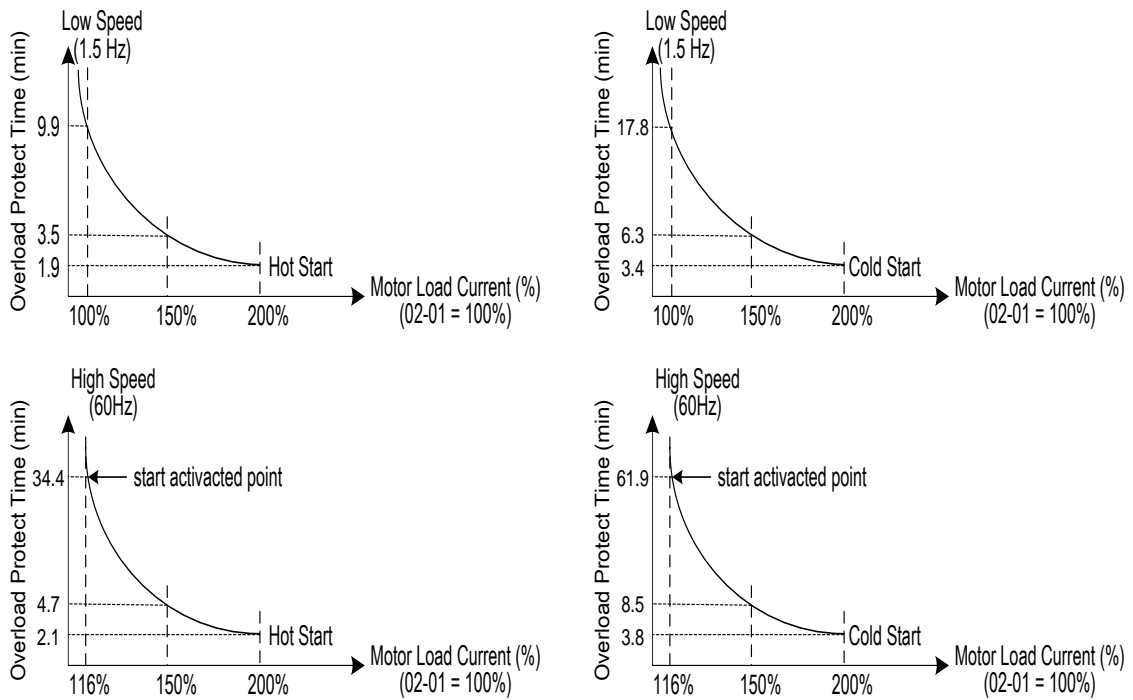 Low Speed
(1.5 Hz)
Overload Protect Time (min)
9.9
3.5
1.9
Hot Start
100%
150%
200%
Motor Load Current (%)
(02-01 = 100%)
Low Speed
(1.5 Hz)
Overload Protect Time (min)
17.8
6.3
3.4
Cold Start
100%
150%
200%
Motor Load Current (%)
(02-01 = 100%)
High Speed
(60Hz)
Overload Protect Time (min)
34.4
start activacted point
4.7
2.1
Hot Start
116%
150%
200%
Motor Load Current (%)
(02-01 = 100%)
High Speed
(60Hz)
Overload Protect Time (min)
61.9
start activacted point
8.5
3.8
Cold Start
116%
150%
200%
Motor Load Current (%)
(02-01 = 100%)